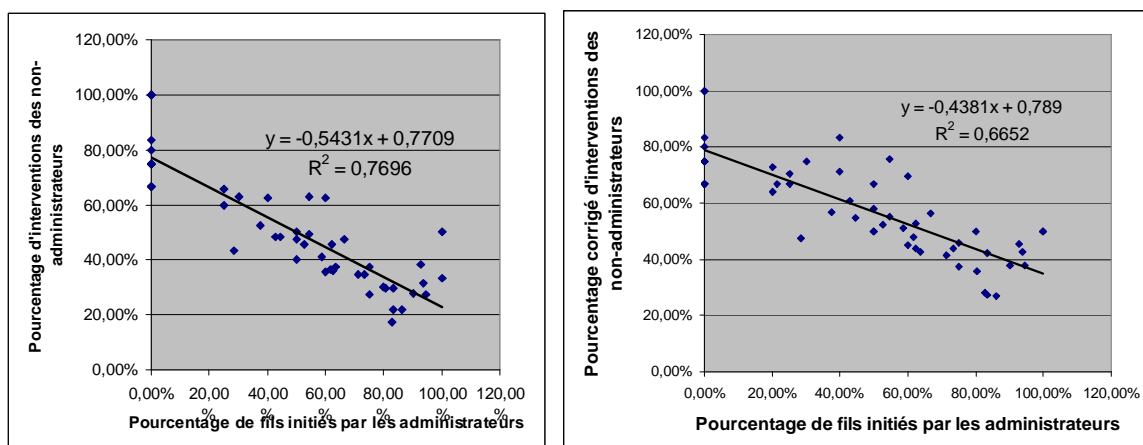 Pourcentage d'interventions des non-
administrateurs
120,00%
100,00%
80,00%
60,00%
40,00%
20,00%
0,00%
y = -0,5431x + 0,7709
R2 = 0,7696
0,00 20,00 40,00 60,00 80,00 100,0 120,0
% % % % % 0% 0%
Pourcentage de fils initiés par les administrateurs
Pourcentage corrigé d'interventions des
non-administrateurs
120,00%
100,00%
80,00%
60,00%
40,00%
20,00%
0,00%
y = -0,4381x + 0,789
R2 = 0,6652
0,00% 20,00% 40,00% 60,00% 80,00% 100,00 120,00
% %
Pourcentage de fils initiés par les administrateurs